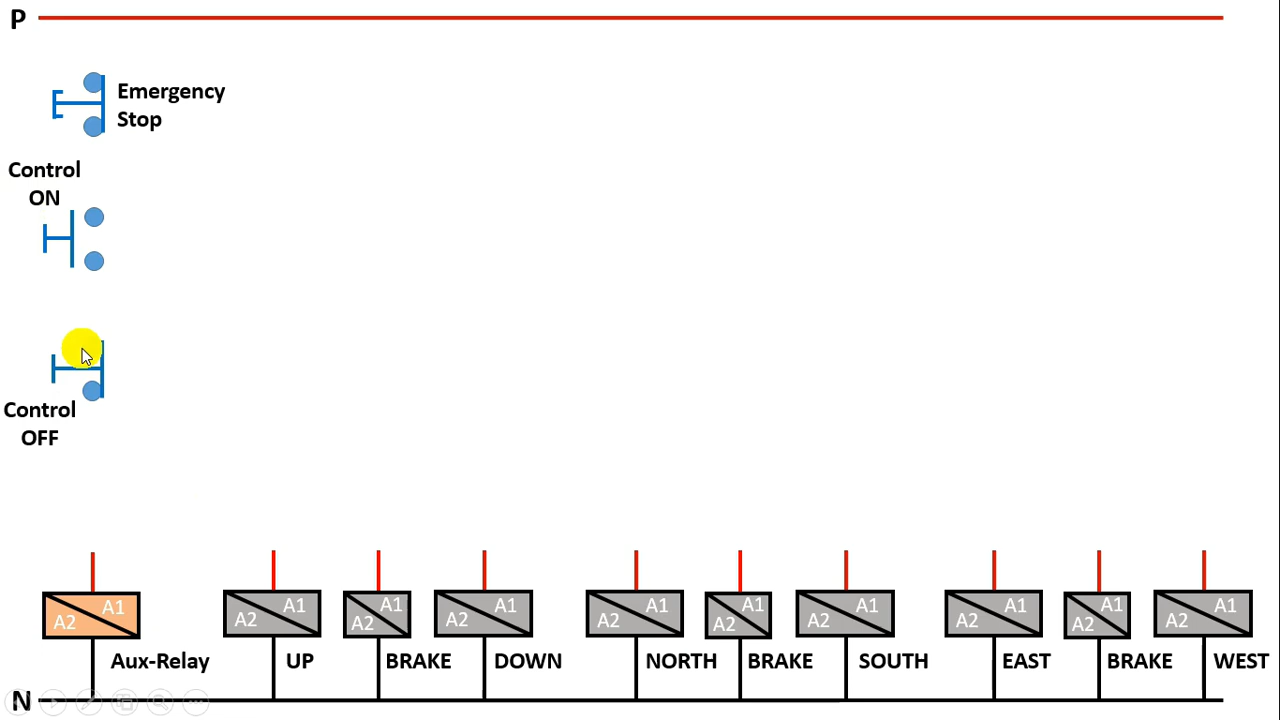 P
Emergency
Stop
Control
ON
Control
OFF
A1 A1 A1 A1 A1 A1 A1 A1 A1 A1
A2 A2 A2 A2 A2 A2 A2 A2 A2 A2
Aux-Relay UP BRAKE DOWN NORTH BRAKE SOUTH EAST BRAKE WEST
N